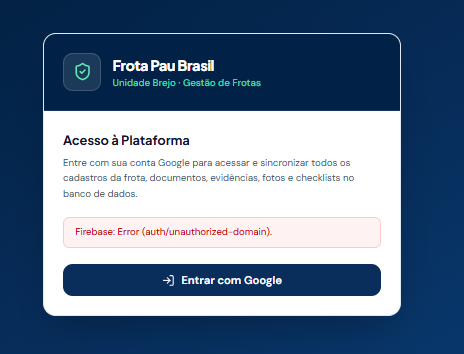 Frota Pau Brasil
Unidade Brejo · Gestão de Frotas
Acesso à Plataforma
Entre com sua conta Google para acessar e sincronizar todos os
cadastros da frota, documentos, evidências, fotos e checklists no
banco de dados.
Firebase: Error (auth/unauthorized-domain).
Entrar com Google